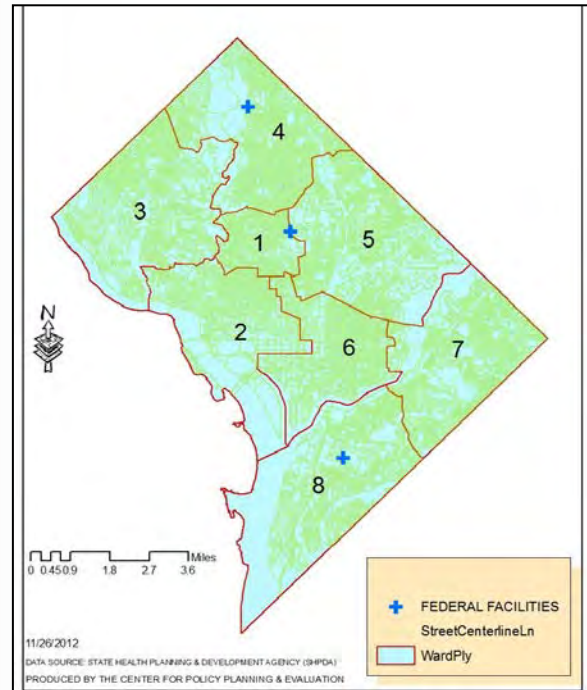 4
3
1
5
N
2
6
7
8
Miles
0 0.450.9 1.8 2.7 3.6
FEDERAL FACILITIES
StreetCenterlineLn
WardPly
11/26/2012
DATA SOURCE: STATE HEALTH PLANNING & DEVELOPMENT AGENCY (SHPDA)
PRODUCED BY THE CENTER FOR POLICY PLANNING & EVALUATION